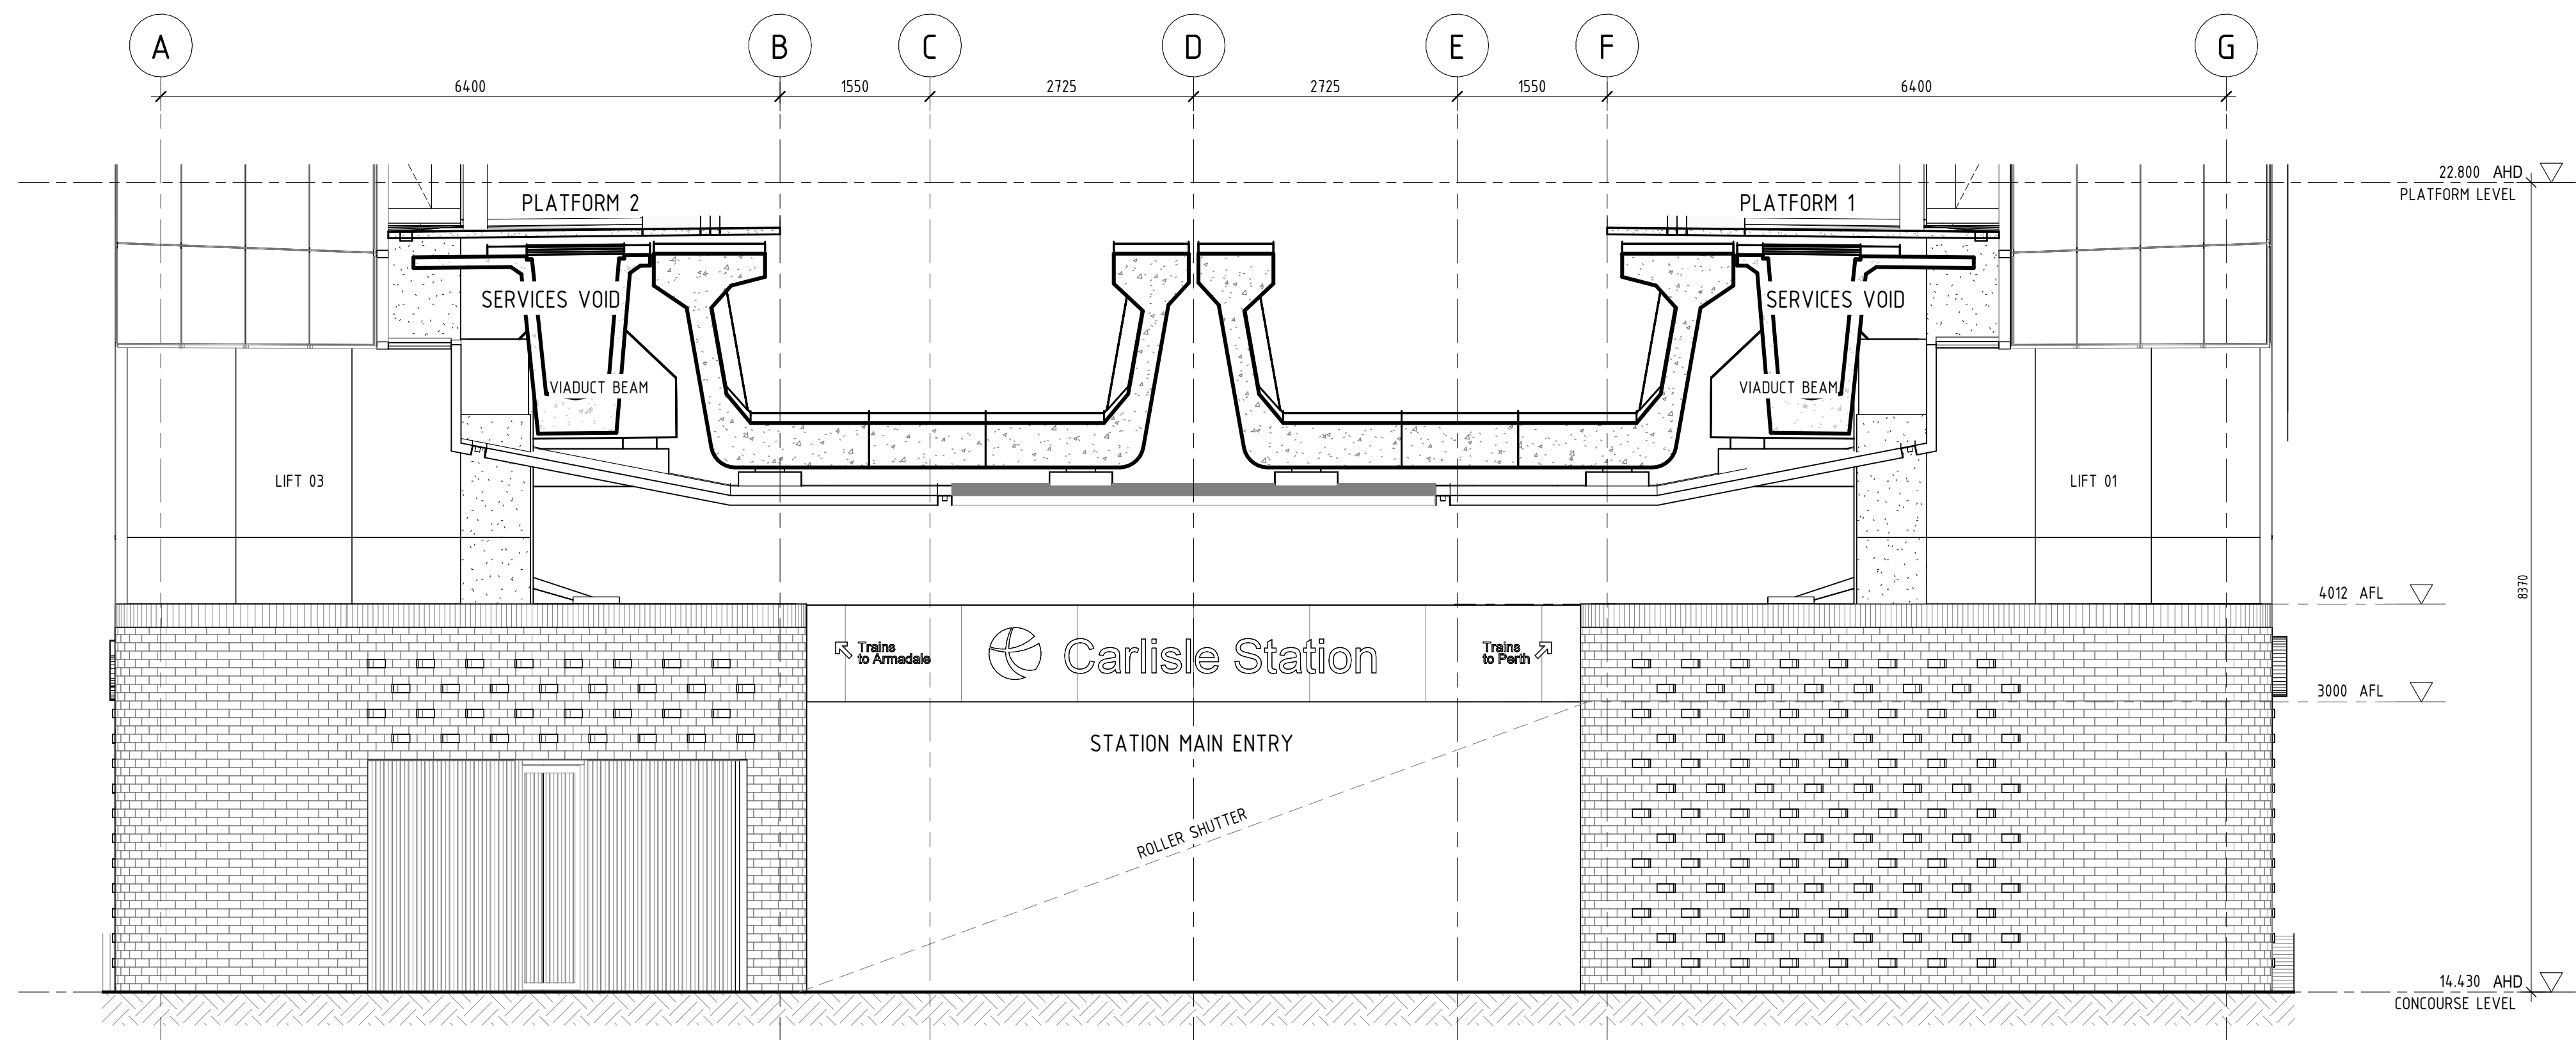 A B C D E F G
6400 1550 2725 2725 1550 6400
22.800 AHD
PLATFORM LEVEL
PLATFORM 2
PLATFORM 1
SERVICES VOID
SERVICES VOID
VIADUCT BEAM
VIADUCT BEAM
LIFT 03
LIFT 01
8370
4012 AFL
Trains
to Armadale
Carlisle Station
Trains
to Perth
3000 AFL
STATION MAIN ENTRY
ROLLER SHUTTER
14.430 AHD
CONCOURSE LEVEL